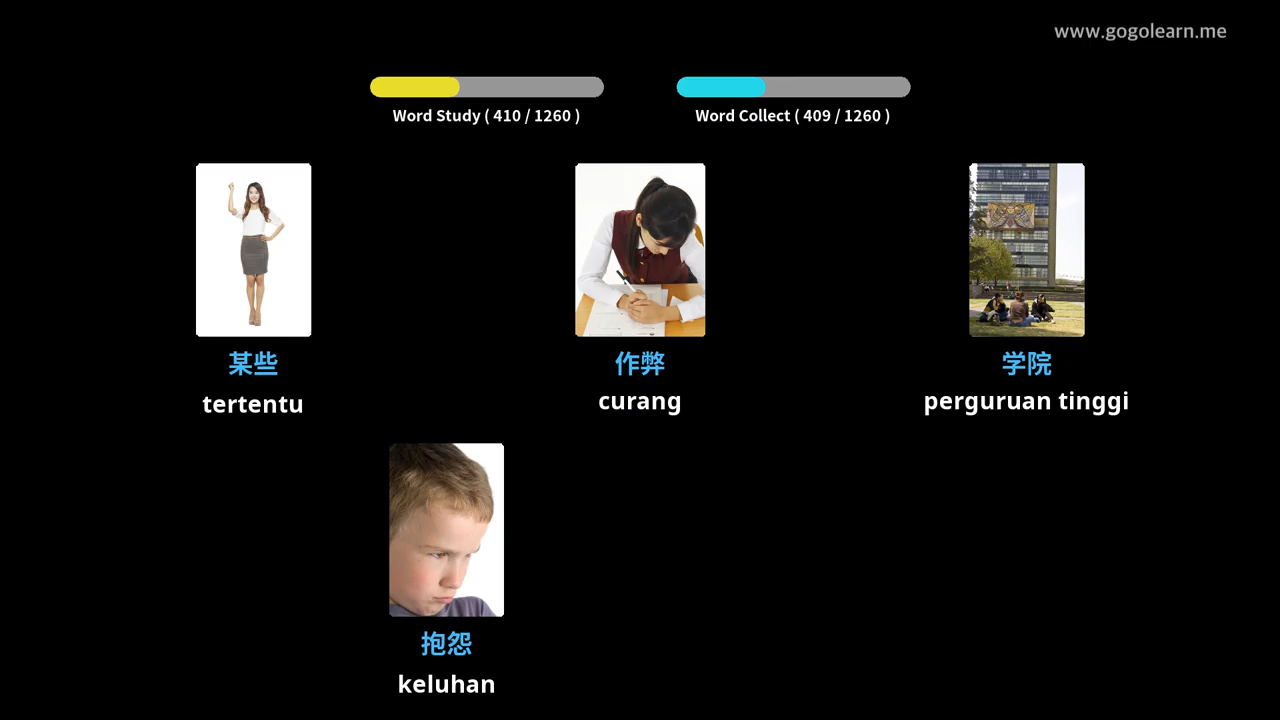 www.gogolearn.me
Word Study ( 410 / 1260 )
Word Collect ( 409 / 1260 )
某些
作弊
学院
tertentu
curang
perguruan tinggi
抱怨
keluhan